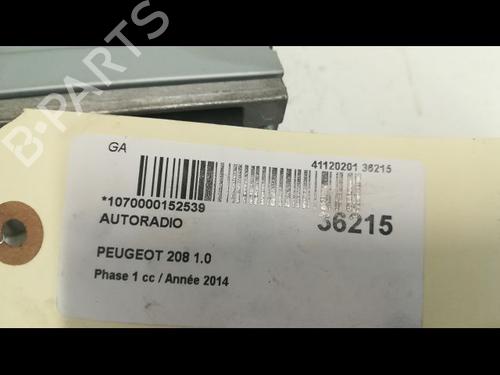 B-PARTS
GA
41120201 36215
*1070000152539
AUTORADIO
36215
PEUGEOT 208 1.0
Phase 1 cc / Année 2014